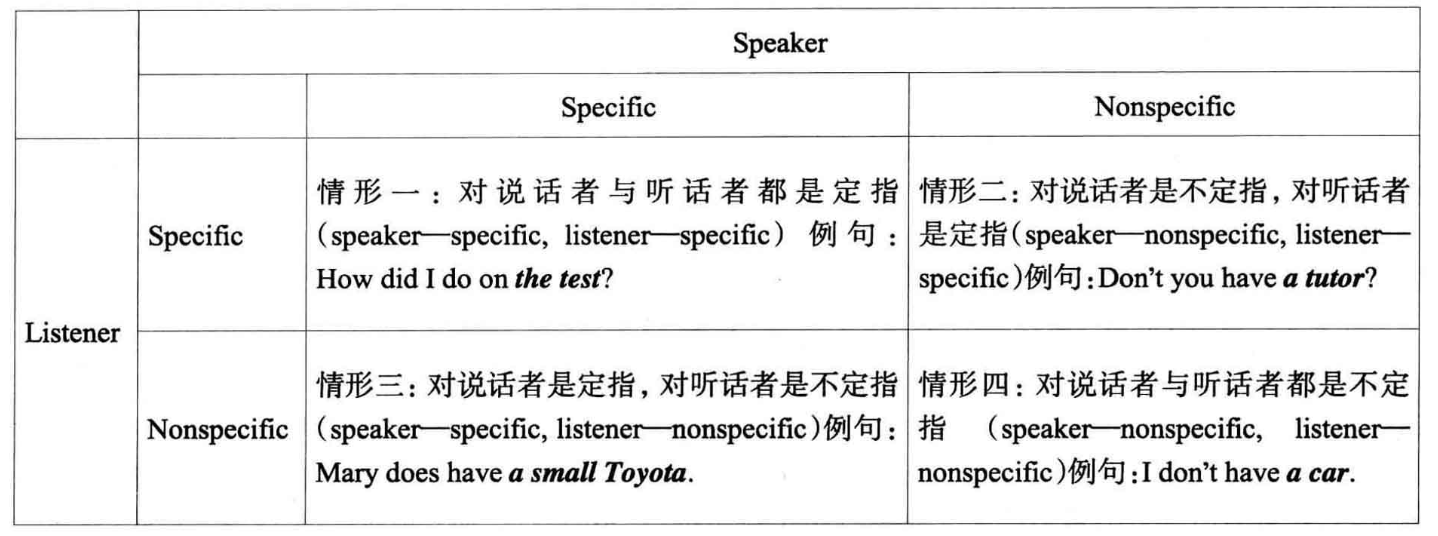 Speaker
Specific
Nonspecific
Listener
Specific
情形一：对说话者与听话者都是定指
（speaker—specific, listener—specific）例句：
How did I do on the test?
情形二：对说话者是不定指，对听话者
是定指（speaker—nonspecific, listener—
specific）例句：Don't you have a tutor?
Nonspecific
情形三：对说话者是定指，对听话者是不定指
（speaker—specific, listener—nonspecific）例句：
Mary does have a small Toyota.
情形四：对说话者与听话者都是不定
指（speaker—nonspecific, listener—
nonspecific）例句：I don't have a car.